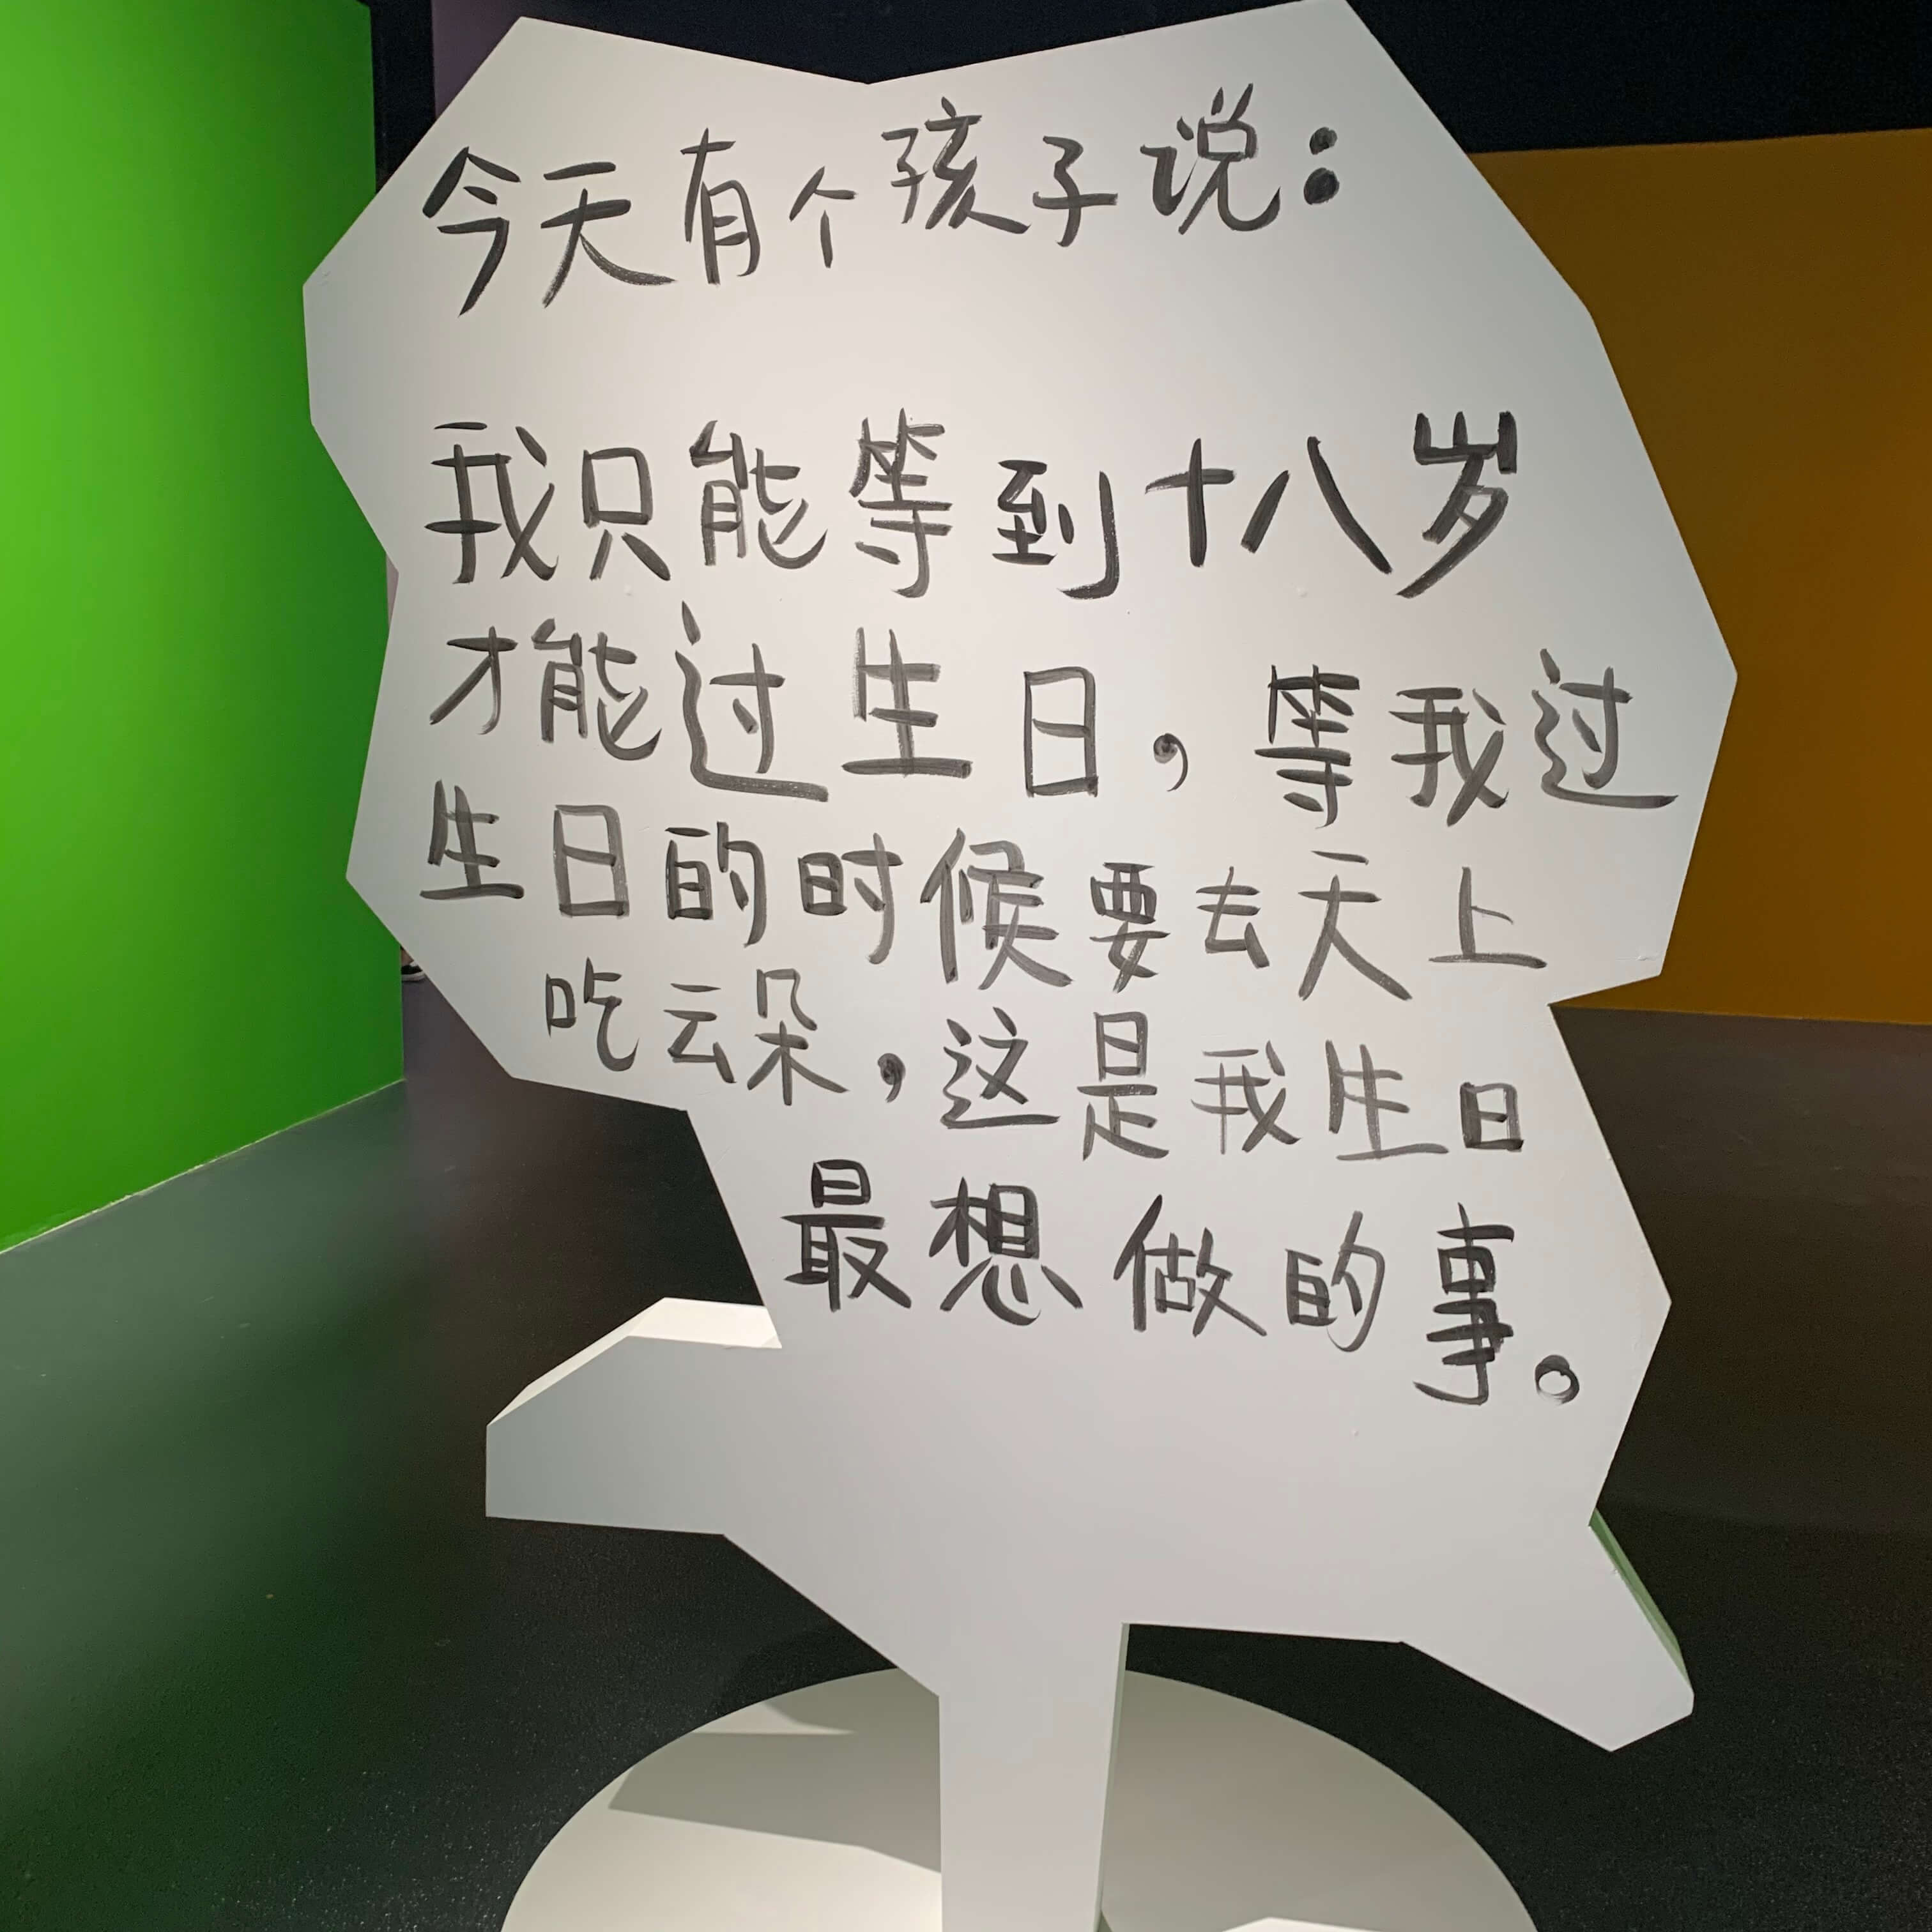 今天有个孩子说：
我只能等到十八岁
才能过生日，等我过
生日的时候要去天上
吃云朵，这是我生日
最想做的事。